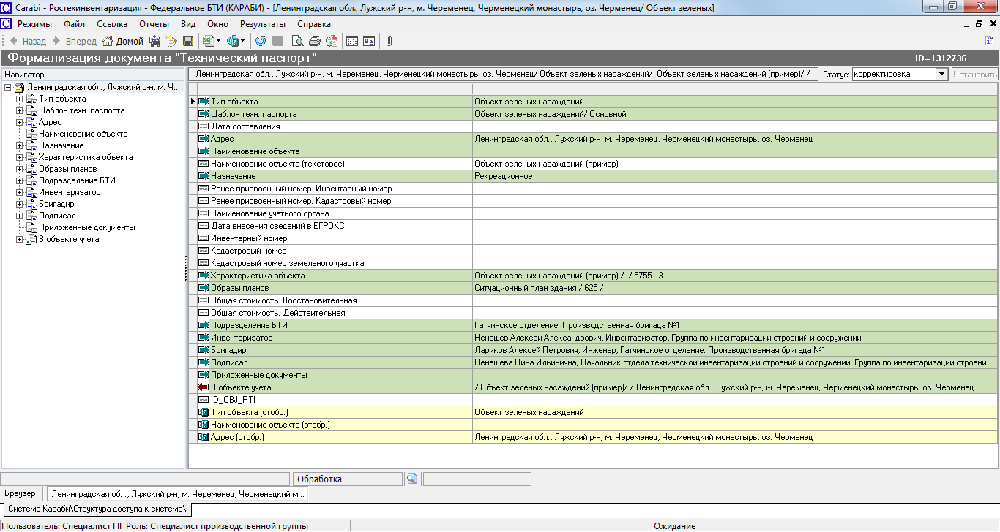 Carabi - Ростехинвентаризация - Федеральное БТИ (КАРАБИ) - [Ленинградская обл., Лужский р-н, м. Череменец, Черменецкий монастырь, оз. Черменец/ Объект зеленых]
Режимы Файл Ссылка Отчеты Вид Окно Результаты Справка
Назад Вперед Домой
Формализация документа "Технический паспорт" ID=1312736
Навигатор
Ленинградская обл., Лужский р-н, м. Ч...
Тип объекта
Шаблон техн. паспорта
Адрес
Наименование объекта
Назначение
Характеристика объекта
Образы планов
Подразделение БТИ
Инвентаризатор
Бригадир
Подписал
Приложенные документы
В объекте учета
Ленинградская обл., Лужский р-н, м. Череменец, Черменецкий монастырь, оз. Черменец/ Объект зеленых насаждений/ Объект зеленых насаждений (пример)/ / Статус: корректировка Установить
Тип объекта Объект зеленых насаждений
Шаблон техн. паспорта Объект зеленых насаждений/ Основной
Дата составления
Адрес Ленинградская обл., Лужский р-н, м. Череменец, Черменецкий монастырь, оз. Черменец
Наименование объекта
Наименование объекта (текстовое) Объект зеленых насаждений (пример)
Назначение Рекреационное
Ранее присвоенный номер. Инвентарный номер
Ранее присвоенный номер. Кадастровый номер
Наименование учетного органа
Дата внесения сведений в ЕГРОКС
Инвентарный номер
Кадастровый номер
Кадастровый номер земельного участка
Характеристика объекта Объект зеленых насаждений (пример) / / 57551.3
Образы планов Ситуационный план здания / 625 /
Общая стоимость. Восстановительная
Общая стоимость. Действительная
Подразделение БТИ Гатчинское отделение. Производственная бригада №1
Инвентаризатор Ненашев Алексей Александрович, Инвентаризатор, Группа по инвентаризации строений и сооружений
Бригадир Лариков Алексей Петрович, Инженер, Гатчинское отделение. Производственная бригада №1
Подписал Ненашева Нина Ильинична, Начальник отдела технической инвентаризации строений и сооружений, Группа по инвентаризации строени...
Приложенные документы
В объекте учета / Объект зеленых насаждений (пример)/ / Ленинградская обл., Лужский р-н, м. Череменец, Черменецкий монастырь, оз. Черменец
ID_OBJ_RTI
Тип объекта (отобр.) Объект зеленых насаждений
Наименование объекта (отобр.)
Адрес (отобр.) Ленинградская обл., Лужский р-н, м. Череменец, Черменецкий монастырь, оз. Черменец
Обработка
Браузер Ленинградская обл., Лужский р-н, м. Череменец, Черменецкий м...
Система Караби\Структура доступа к системе\
Пользователь: Специалист ПГ Роль: Специалист производственной группы Ожидание